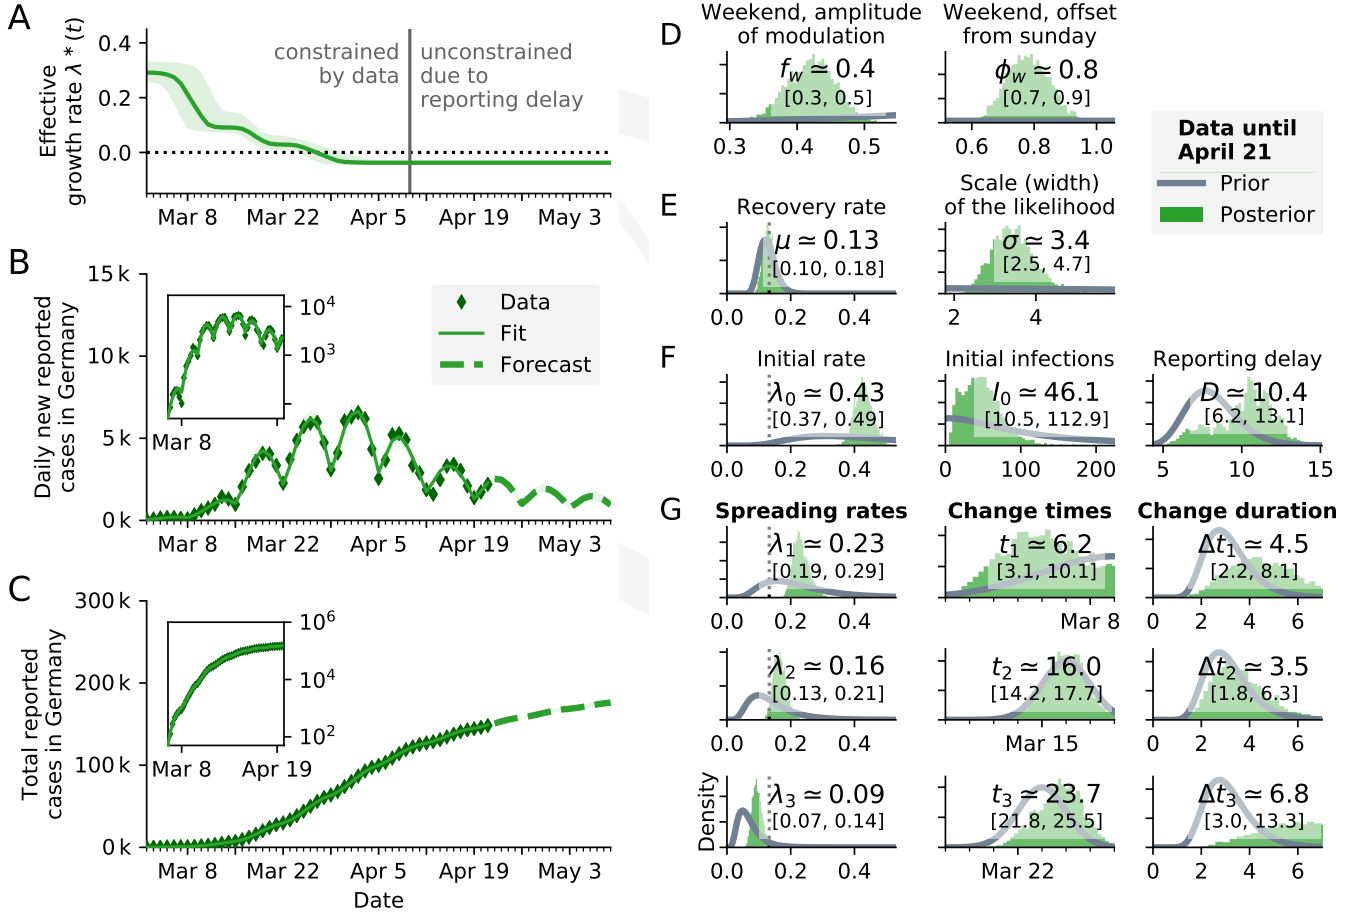 A
Effective
growth rate λ*(t)
0.4
0.2
0.0
constrained
by data
unconstrained
due to
reporting delay
Mar 8
Mar 22
Apr 5
Apr 19
May 3
B
Daily new reported
cases in Germany
15 k
10 k
5 k
0 k
10⁴
10³
Mar 8
Data
Fit
Forecast
Mar 8
Mar 22
Apr 5
Apr 19
May 3
C
Total reported
cases in Germany
300 k
200 k
100 k
0 k
10⁶
10⁴
10²
Mar 8
Apr 19
Mar 8
Mar 22
Apr 5
Apr 19
May 3
Date
D
Weekend, amplitude
of modulation
f_w ≃ 0.4
[0.3, 0.5]
0.3 0.4 0.5
Weekend, offset
from sunday
ϕ_w ≃ 0.8
[0.7, 0.9]
0.6 0.8 1.0
Data until
April 21
Prior
Posterior
E
Recovery rate
μ ≃ 0.13
[0.10, 0.18]
0.0 0.2 0.4
Scale (width)
of the likelihood
σ ≃ 3.4
[2.5, 4.7]
2 4
F
Initial rate
λ₀ ≃ 0.43
[0.37, 0.49]
0.0 0.2 0.4
Initial infections
I₀ ≃ 46.1
[10.5, 112.9]
0 100 200
Reporting delay
D ≃ 10.4
[6.2, 13.1]
5 10 15
G
Spreading rates
λ₁ ≃ 0.23
[0.19, 0.29]
0.0 0.2 0.4
Change times
t₁ ≃ 6.2
[3.1, 10.1]
Mar 8
Change duration
Δt₁ ≃ 4.5
[2.2, 8.1]
0 2 4 6
λ₂ ≃ 0.16
[0.13, 0.21]
0.0 0.2 0.4
t₂ ≃ 16.0
[14.2, 17.7]
Mar 15
Δt₂ ≃ 3.5
[1.8, 6.3]
0 2 4 6
Density
λ₃ ≃ 0.09
[0.07, 0.14]
0.0 0.2 0.4
t₃ ≃ 23.7
[21.8, 25.5]
Mar 22
Δt₃ ≃ 6.8
[3.0, 13.3]
0 2 4 6